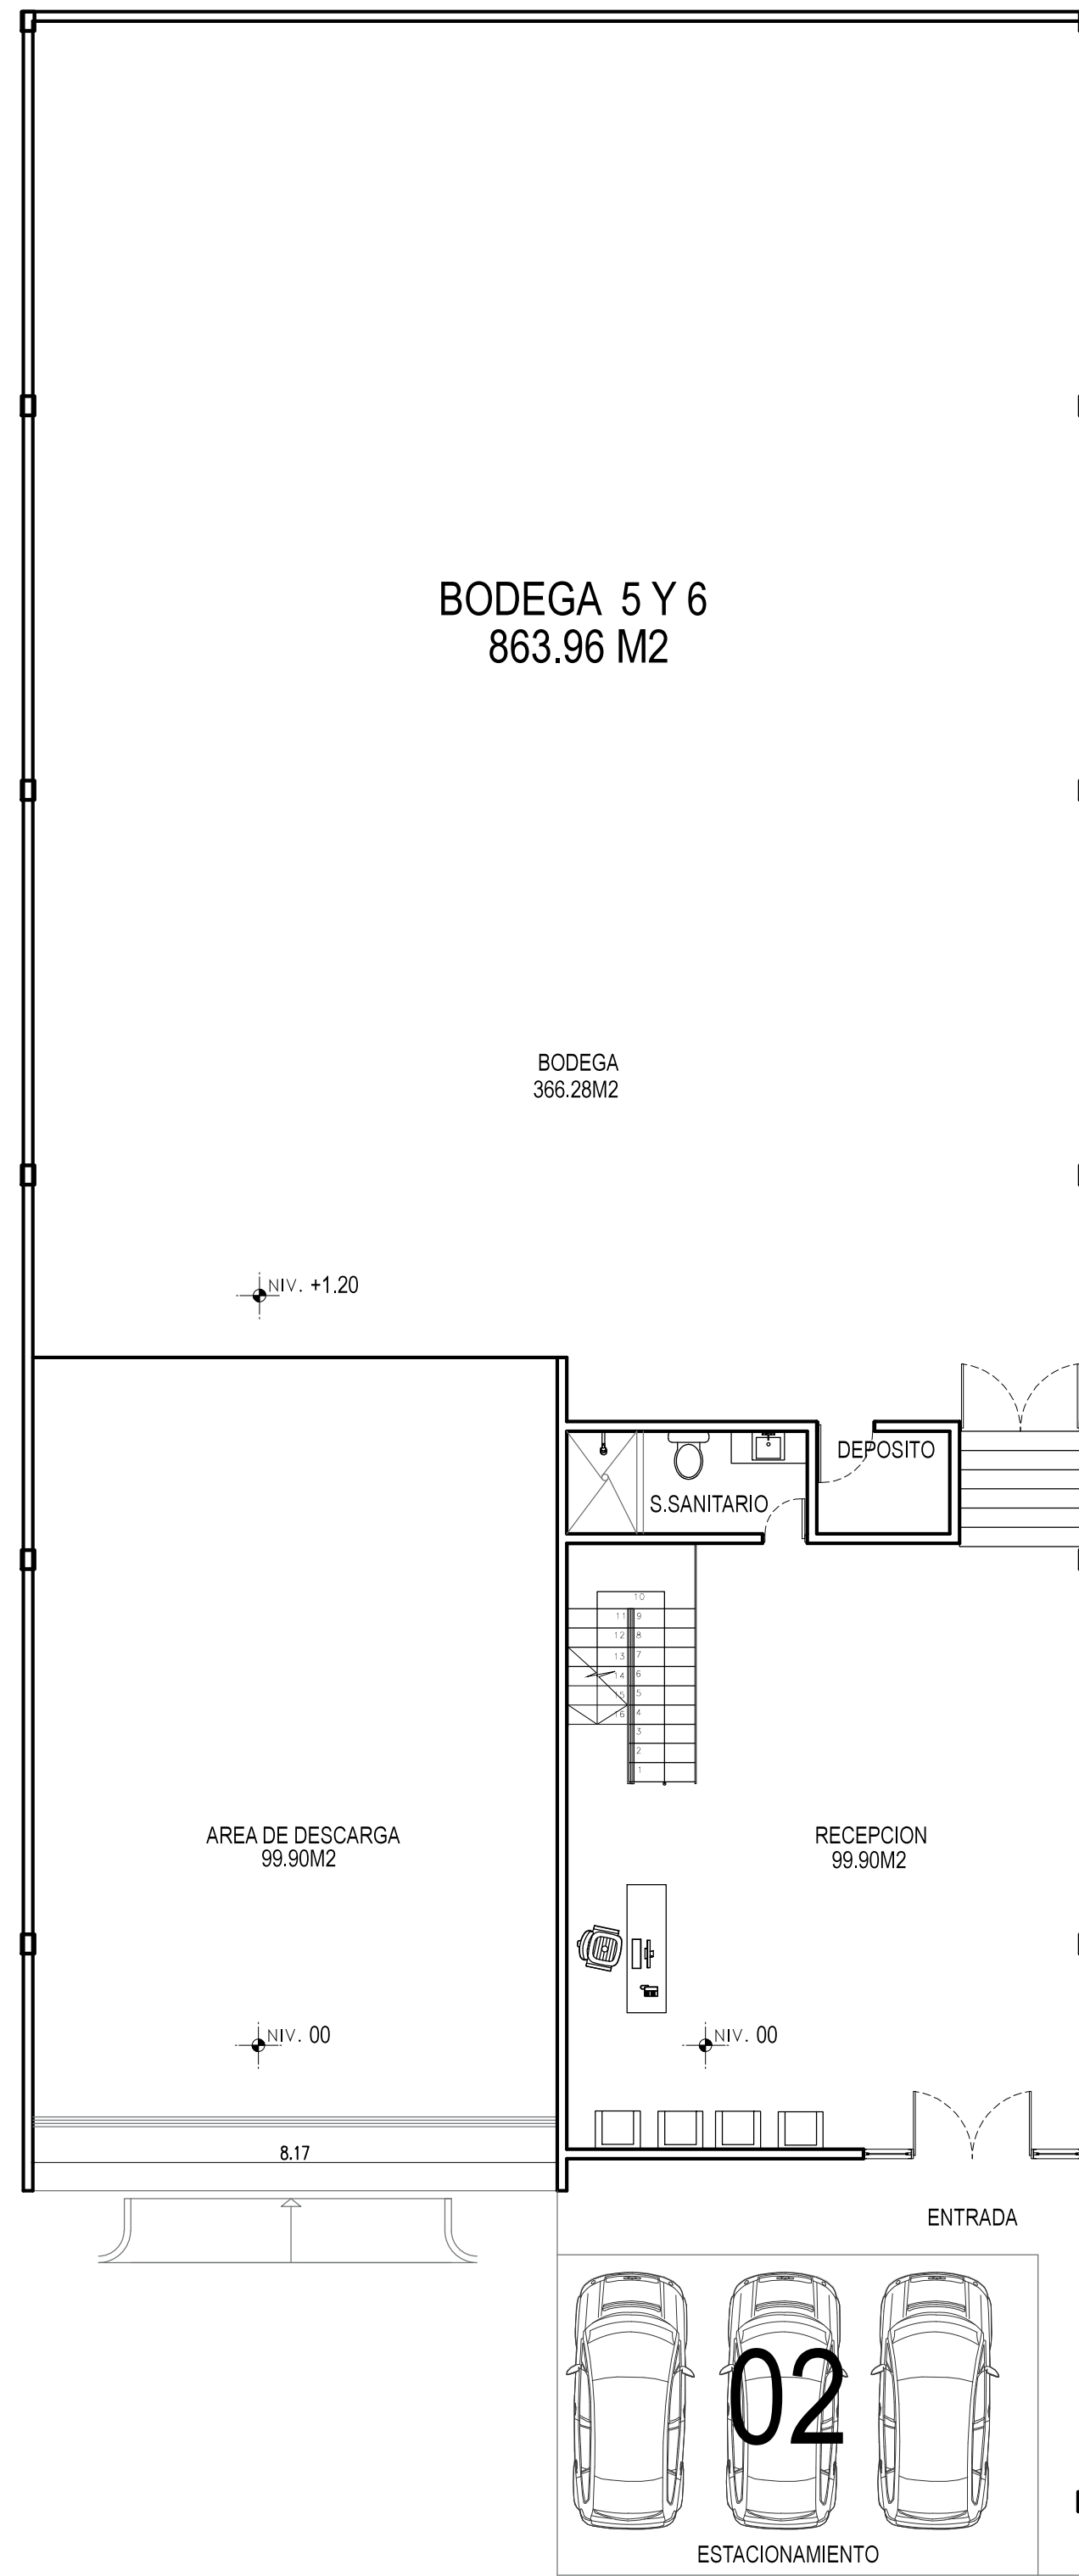 BODEGA 5 Y 6
863.96 M2
BODEGA
366.28M2
NIV. +1.20
DEPOSITO
S.SANITARIO
10
11 9
12 8
13 7
14 6
15 5
16 4
3
2
1
AREA DE DESCARGA
99.90M2
RECEPCION
99.90M2
NIV. 00
NIV. 00
8.17
ENTRADA
02
ESTACIONAMIENTO